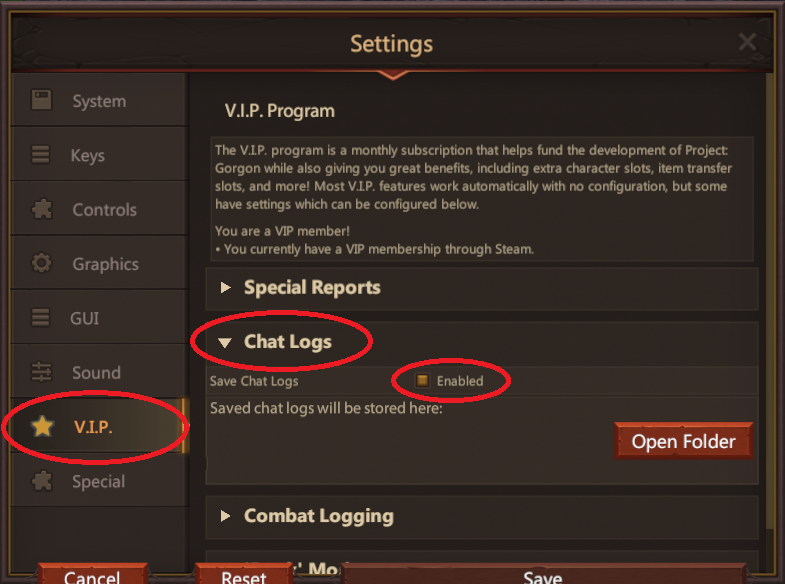 Settings
System
Keys
Controls
Graphics
GUI
Sound
V.I.P.
Special
V.I.P. Program
The V.I.P. program is a monthly subscription that helps fund the development of Project:
Gorgon while also giving you great benefits, including extra character slots, item transfer
slots, and more! Most V.I.P. features work automatically with no configuration, but some
have settings which can be configured below.
You are a VIP member!
• You currently have a VIP membership through Steam.
Special Reports
Chat Logs
Save Chat Logs Enabled
Saved chat logs will be stored here:
Open Folder
Combat Logging
Cancel Reset Save